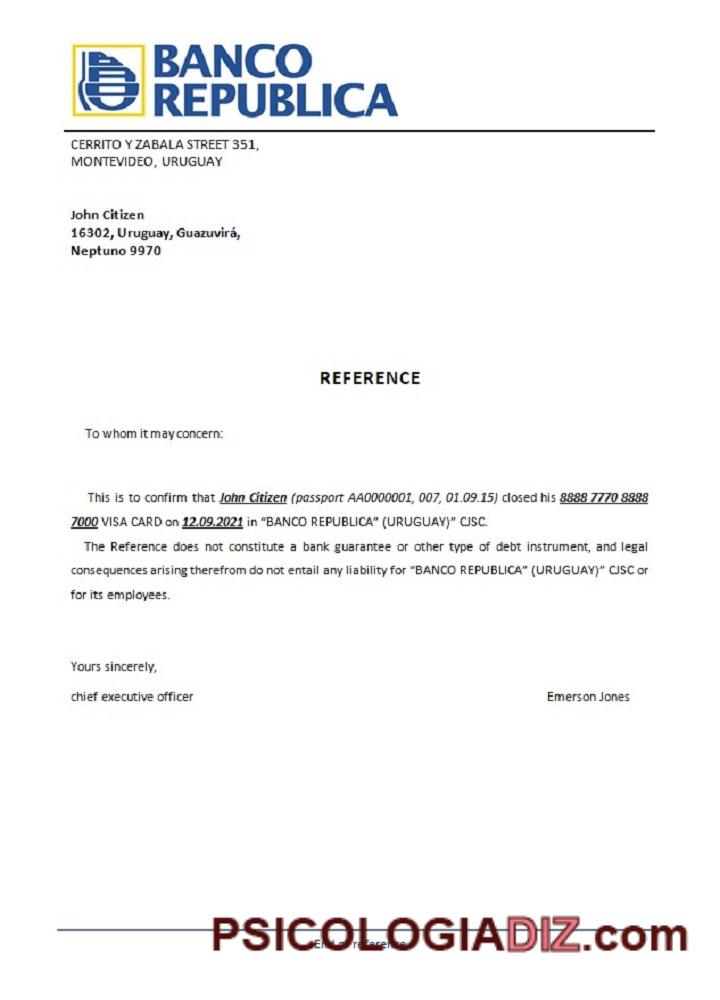 BANCO
REPUBLICA
CERRITO Y ZABALA STREET 351,
MONTEVIDEO, URUGUAY
John Citizen
16302, Uruguay, Guazuvirá,
Neptuno 9970
REFERENCE
To whom it may concern:
This is to confirm that John Citizen (passport AA0000001, 007, 01.09.15) closed his 8888 7770 8888
7000 VISA CARD on 12.09.2021 in “BANCO REPUBLICA” (URUGUAY)” CJSC.
The Reference does not constitute a bank guarantee or other type of debt instrument, and legal
consequences arising therefrom do not entail any liability for “BANCO REPUBLICA” (URUGUAY)” CJSC or
for its employees.
Yours sincerely,
chief executive officer Emerson Jones
End of reference
PSICOLOGIADIZ.com